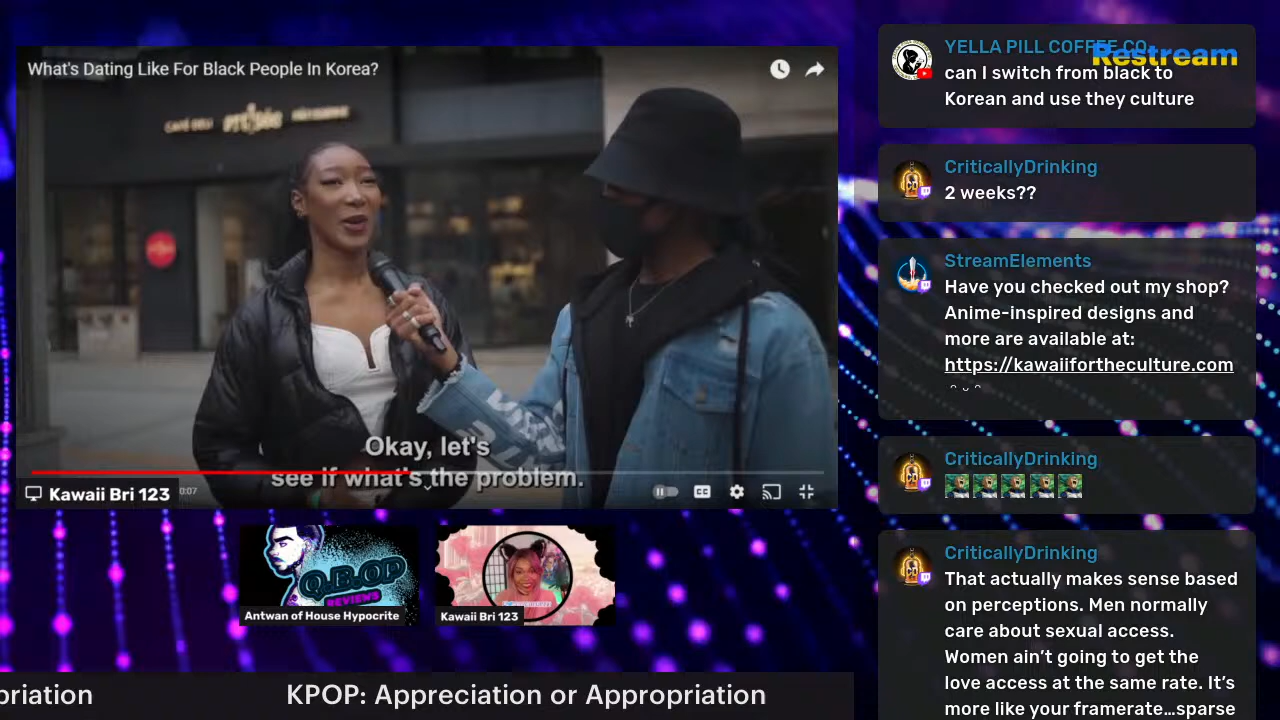 What's Dating Like For Black People In Korea?
Okay, let's
see if what's the problem.
Kawaii Bri 123
0:07
CC
Q.B.OP
REVIEWS
Antwan of House Hypocrite
Kawaii Bri 123
priation
KPOP: Appreciation or Appropriation
YELLA PILL COFFEE CO
Restream
can I switch from black to
Korean and use they culture
CriticallyDrinking
2 weeks??
StreamElements
Have you checked out my shop?
Anime-inspired designs and
more are available at:
https://kawaiifortheculture.com
CriticallyDrinking
CriticallyDrinking
That actually makes sense based
on perceptions. Men normally
care about sexual access.
Women ain't going to get the
love access at the same rate. It's
more like your framerate...sparse